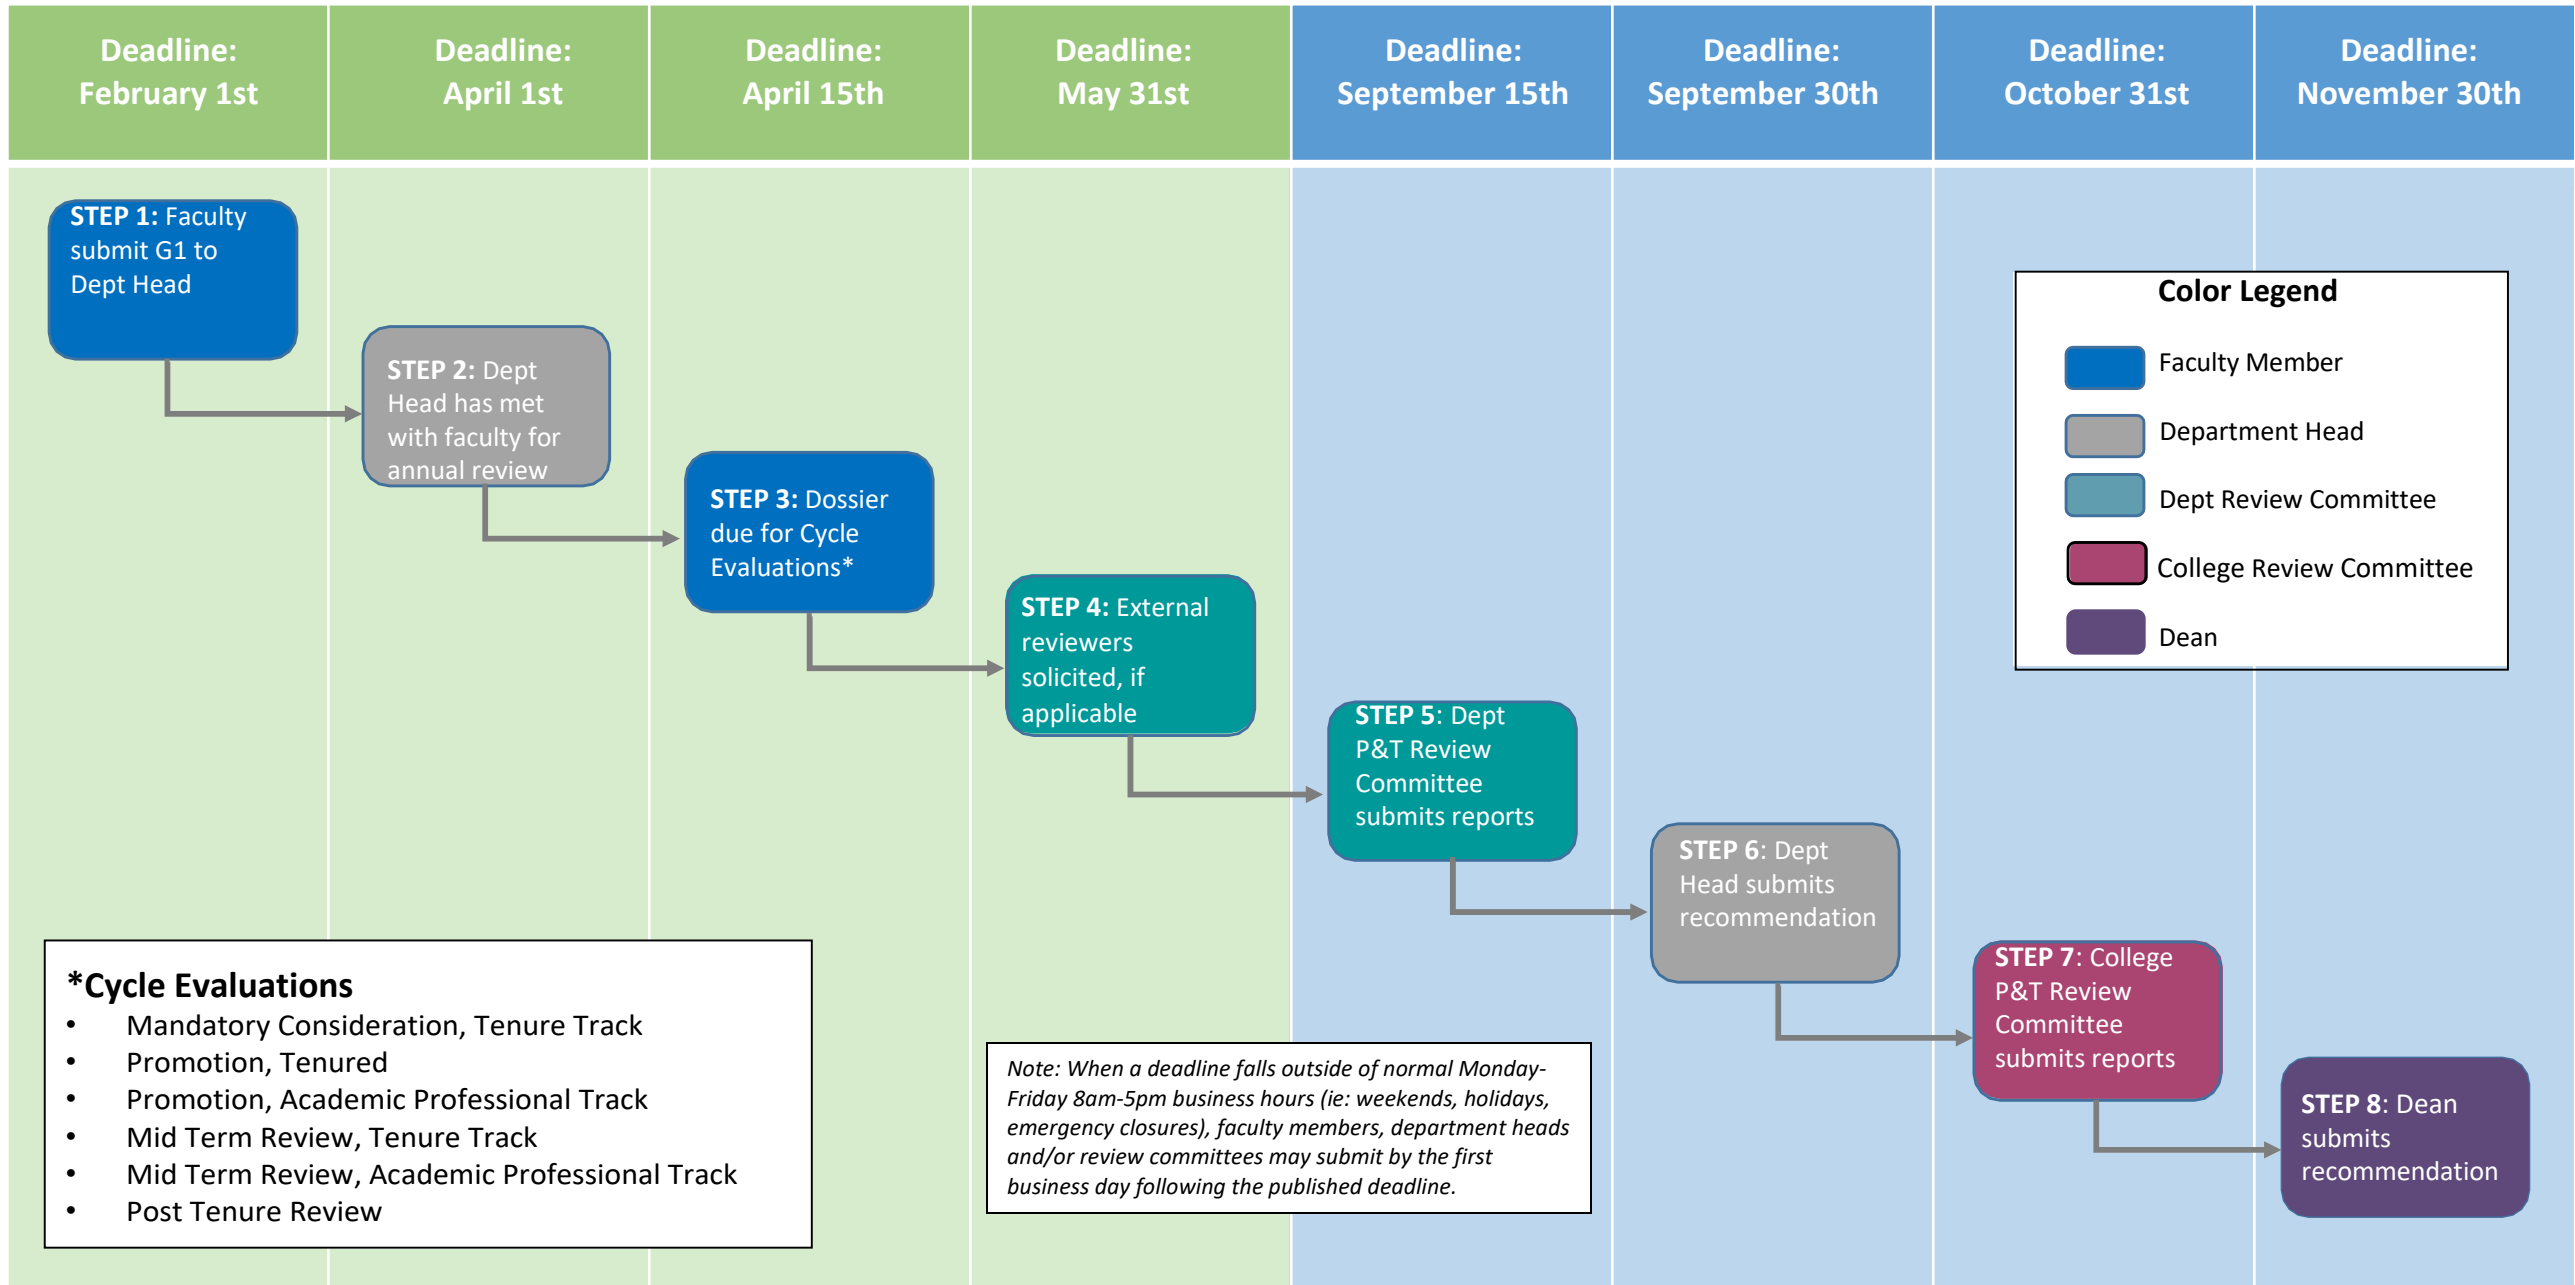 Deadline:
February 1st
Deadline:
April 1st
Deadline:
April 15th
Deadline:
May 31st
Deadline:
September 15th
Deadline:
September 30th
Deadline:
October 31st
Deadline:
November 30th
STEP 1: Faculty
submit G1 to
Dept Head
STEP 2: Dept
Head has met
with faculty for
annual review
STEP 3: Dossier
due for Cycle
Evaluations*
STEP 4: External
reviewers
solicited, if
applicable
STEP 5: Dept
P&T Review
Committee
submits reports
STEP 6: Dept
Head submits
recommendation
STEP 7: College
P&T Review
Committee
submits reports
STEP 8: Dean
submits
recommendation
Color Legend
Faculty Member
Department Head
Dept Review Committee
College Review Committee
Dean
*Cycle Evaluations
• Mandatory Consideration, Tenure Track
• Promotion, Tenured
• Promotion, Academic Professional Track
• Mid Term Review, Tenure Track
• Mid Term Review, Academic Professional Track
• Post Tenure Review
Note: When a deadline falls outside of normal Monday-
Friday 8am-5pm business hours (ie: weekends, holidays,
emergency closures), faculty members, department heads
and/or review committees may submit by the first
business day following the published deadline.